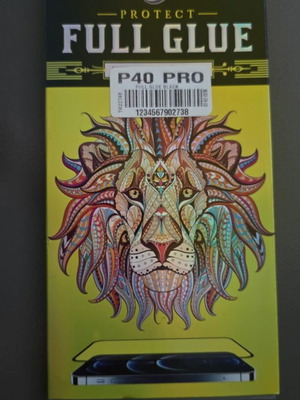 PROTECT
FULL GLUE
P40 PRO
FULL GLUE BLACK
1234567902738